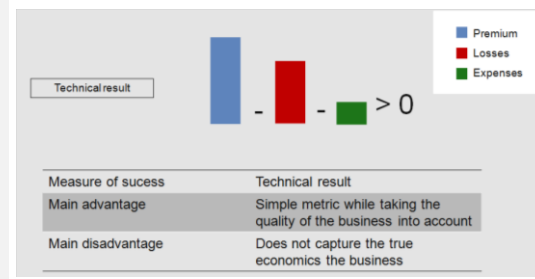 Premium
Losses
Expenses
Technical result
- - > 0
Measure of sucess Technical result
Main advantage Simple metric while taking the
quality of the business into account
Main disadvantage Does not capture the true
economics the business